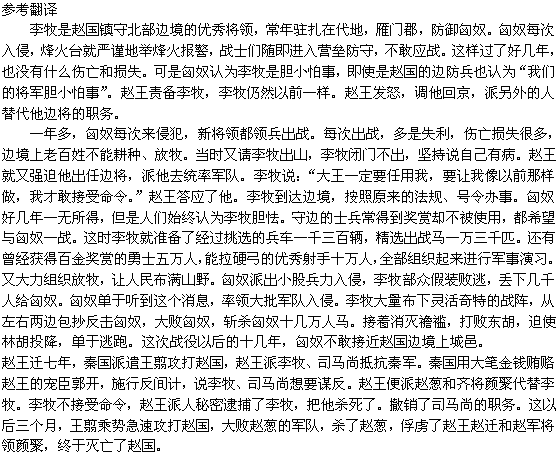 参考翻译
李牧是赵国镇守北部边境的优秀将领，常年驻扎在代地，雁门郡，防御匈奴。匈奴每次
入侵，烽火台就严谨地举烽火报警，战士们随即进入营垒防守，不敢应战。这样过了好几年，
也没有什么伤亡和损失。可是匈奴认为李牧是胆小怕事，即使是赵国的边防兵也认为“我们
的将军胆小怕事”。赵王责备李牧，李牧仍然以前一样。赵王发怒，调他回京，派另外的人
替代他边将的职务。
一年多，匈奴每次来侵犯，新将领都领兵出战。每次出战，多是失利，伤亡损失很多，
边境上老百姓不能耕种、放牧。当时又请李牧出山，李牧闭门不出，坚持说自己有病。赵王
就又强迫他出任边将，派他去统率军队。李牧说：“大王一定要任用我，要让我像以前那样
做，我才敢接受命令。”赵王答应了他。李牧到达边境，按照原来的法规、号令办事。匈奴
好几年一无所得，但是人们始终认为李牧胆怯。守边的士兵常得到奖赏却不被使用，都希望
与匈奴一战。这时李牧就准备了经过挑选的兵车一千三百辆，精选出战马一万三千匹。还有
曾经获得百金奖赏的勇士五万人，能拉硬弓的优秀射手十万人，全部组织起来进行军事演习。
又大力组织放牧，让人民布满山野。匈奴派出小股兵力入侵，李牧部众假装败逃，丢下几千
人给匈奴。匈奴单于听到这个消息，率领大批军队入侵。李牧大量布下灵活奇特的战阵，从
左右两边包抄反击匈奴，大败匈奴，斩杀匈奴十几万人马。接着消灭襜褴，打败东胡，迫使
林胡投降，单于逃跑。这次战役以后的十几年，匈奴不敢接近赵国边境上城邑。
赵王迁七年，秦国派遣王翦攻打赵国，赵王派李牧、司马尚抵抗秦军。秦国用大笔金钱贿赂
赵王的宠臣郭开，施行反间计，说李牧、司马尚想要谋反。赵王便派赵葱和齐将颜聚代替李
牧。李牧不接受命令，赵王派人秘密逮捕了李牧，把他杀死了。撤销了司马尚的职务。这以
后三个月，王翦乘势急速攻打赵国，大败赵葱的军队，杀了赵葱，俘虏了赵王赵迁和赵军将
领颜聚，终于灭亡了赵国。